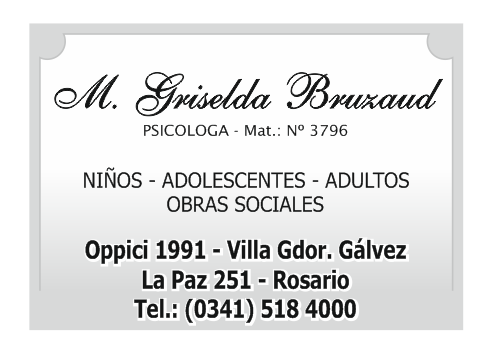 M. Griselda Bruzaud
PSICOLOGA - Mat.: Nº 3796
NIÑOS - ADOLESCENTES - ADULTOS
OBRAS SOCIALES
Oppici 1991 - Villa Gdor. Gálvez
La Paz 251 - Rosario
Tel.: (0341) 518 4000